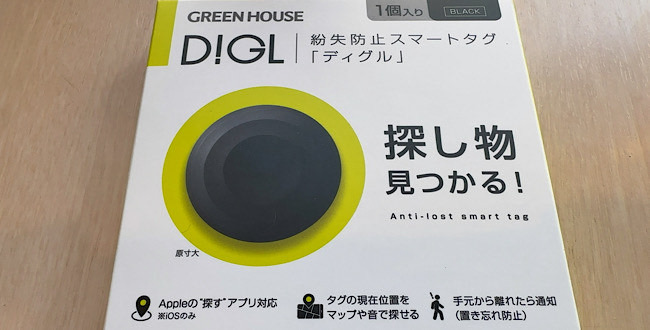 GREEN HOUSE
1個入り
BLACK
D!GL
紛失防止スマートタグ
「ディグル」
探し物
見つかる!
Anti-lost smart tag
原寸大
Appleの"探す"アプリ対応
※iOSのみ
タグの現在位置を
マップや音で探せる
手元から離れたら通知
(置き忘れ防止)